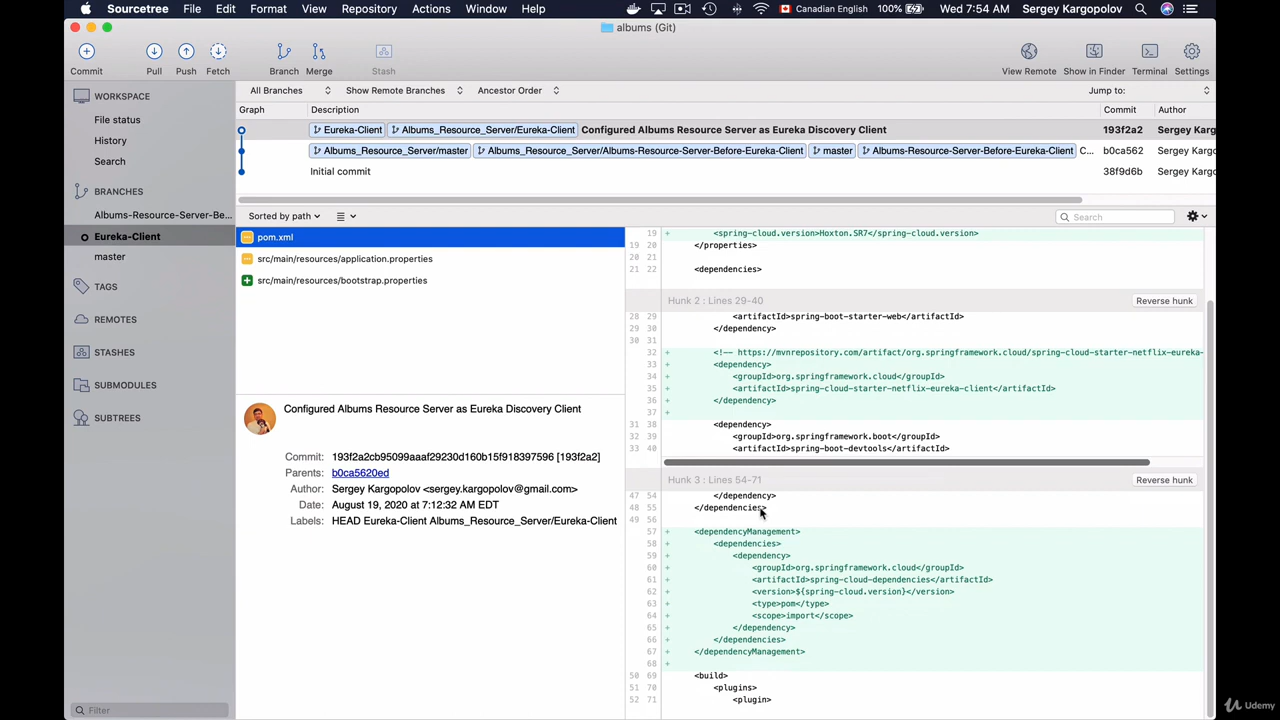 Sourcetree File Edit Format View Repository Actions Window Help Canadian English 100% Wed 7:54 AM Sergey Kargopolov
albums (Git)
Commit Pull Push Fetch Branch Merge Stash View Remote Show in Finder Terminal Settings
All Branches Show Remote Branches Ancestor Order Jump to:
Graph Description Commit Author
Eureka-Client Albums_Resource_Server/Eureka-Client Configured Albums Resource Server as Eureka Discovery Client 193f2a2 Sergey Karg
Albums_Resource_Server/master Albums_Resource_Server/Albums-Resource-Server-Before-Eureka-Client master Albums-Resource-Server-Before-Eureka-Client C... b0ca562 Sergey Karg
Initial commit 38f9d6b Sergey Karg
WORKSPACE
File status
History
Search
BRANCHES
Albums-Resource-Server-Be...
Eureka-Client
master
TAGS
REMOTES
STASHES
SUBMODULES
SUBTREES
Filter
Sorted by path
Search
pom.xml
src/main/resources/application.properties
src/main/resources/bootstrap.properties
Configured Albums Resource Server as Eureka Discovery Client
Commit: 193f2a2cb95099aaaf29230d160b15f918397596 [193f2a2]
Parents: b0ca5620ed
Author: Sergey Kargopolov <sergey.kargopolov@gmail.com>
Date: August 19, 2020 at 7:12:32 AM EDT
Labels: HEAD Eureka-Client Albums_Resource_Server/Eureka-Client
19 + <spring-cloud.version>Hoxton.SR7</spring-cloud.version>
19 20 </properties>
20 21
21 22 <dependencies>
Hunk 2 : Lines 29-40 Reverse hunk
28 29 <artifactId>spring-boot-starter-web</artifactId>
29 30 </dependency>
30 31
32 + <!-- https://mvnrepository.com/artifact/org.springframework.cloud/spring-cloud-starter-netflix-eureka-
33 + <dependency>
34 + <groupId>org.springframework.cloud</groupId>
35 + <artifactId>spring-cloud-starter-netflix-eureka-client</artifactId>
36 + </dependency>
37 +
31 38 <dependency>
32 39 <groupId>org.springframework.boot</groupId>
33 40 <artifactId>spring-boot-devtools</artifactId>
Hunk 3 : Lines 54-71 Reverse hunk
47 54 </dependency>
48 55 </dependencies>
49 56
57 + <dependencyManagement>
58 + <dependencies>
59 + <dependency>
60 + <groupId>org.springframework.cloud</groupId>
61 + <artifactId>spring-cloud-dependencies</artifactId>
62 + <version>${spring-cloud.version}</version>
63 + <type>pom</type>
64 + <scope>import</scope>
65 + </dependency>
66 + </dependencies>
67 + </dependencyManagement>
68 +
50 69 <build>
51 70 <plugins>
52 71 <plugin>
Udemy